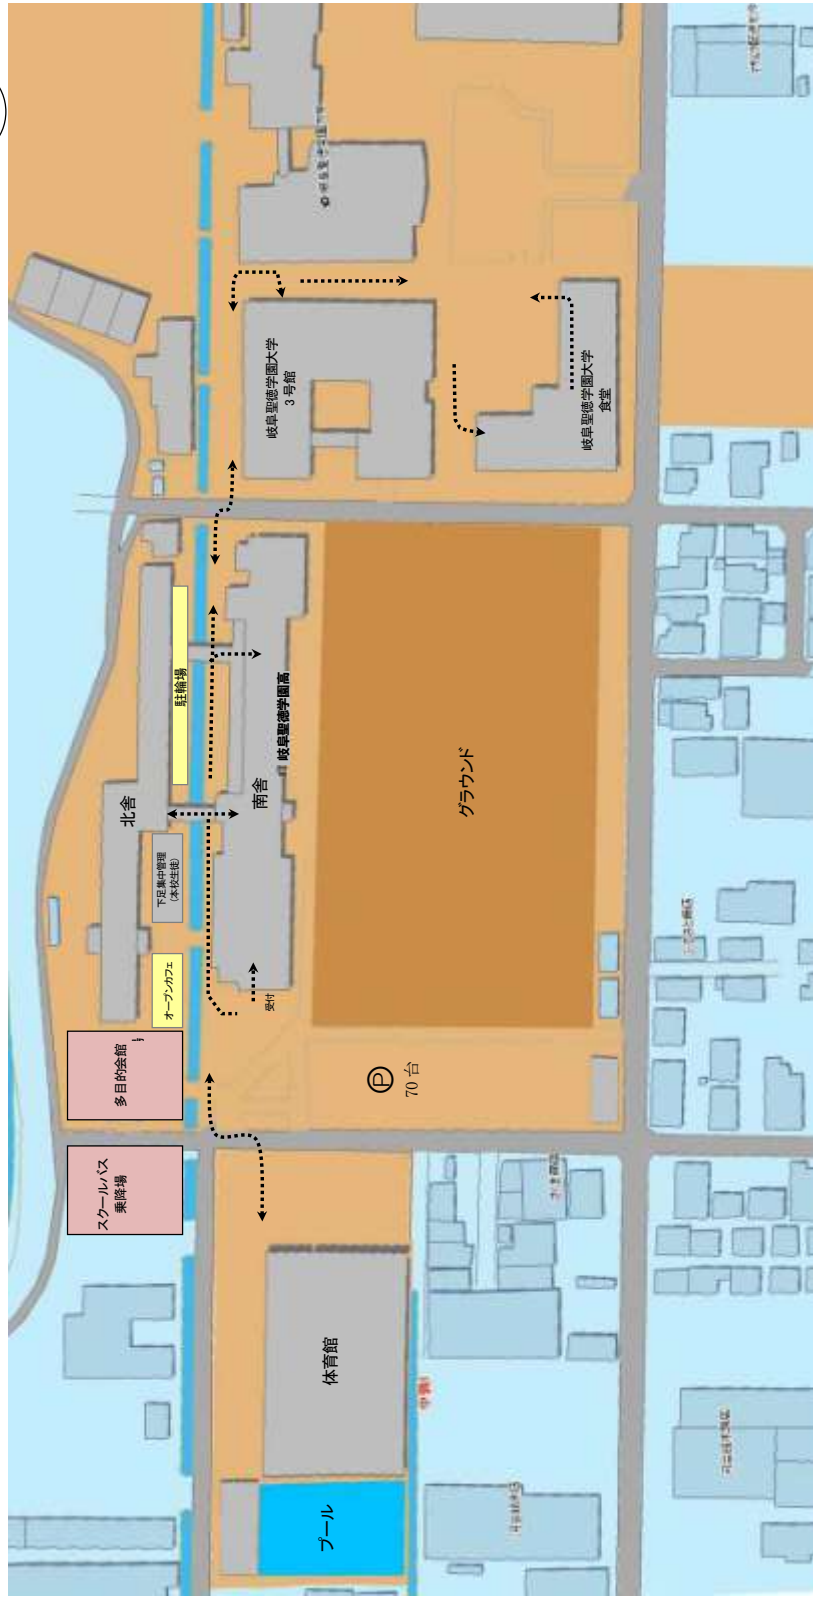 スクールバス
乗降場
多目的会館
オープンカフェ
下足集中管理
(本校生徒)
北舎
駐輪場
受付
南舎
岐阜聖徳学園高
プール
体育館
P
70 台
グラウンド
岐阜聖徳学園大学
3 号館
岐阜聖徳学園大学
食堂